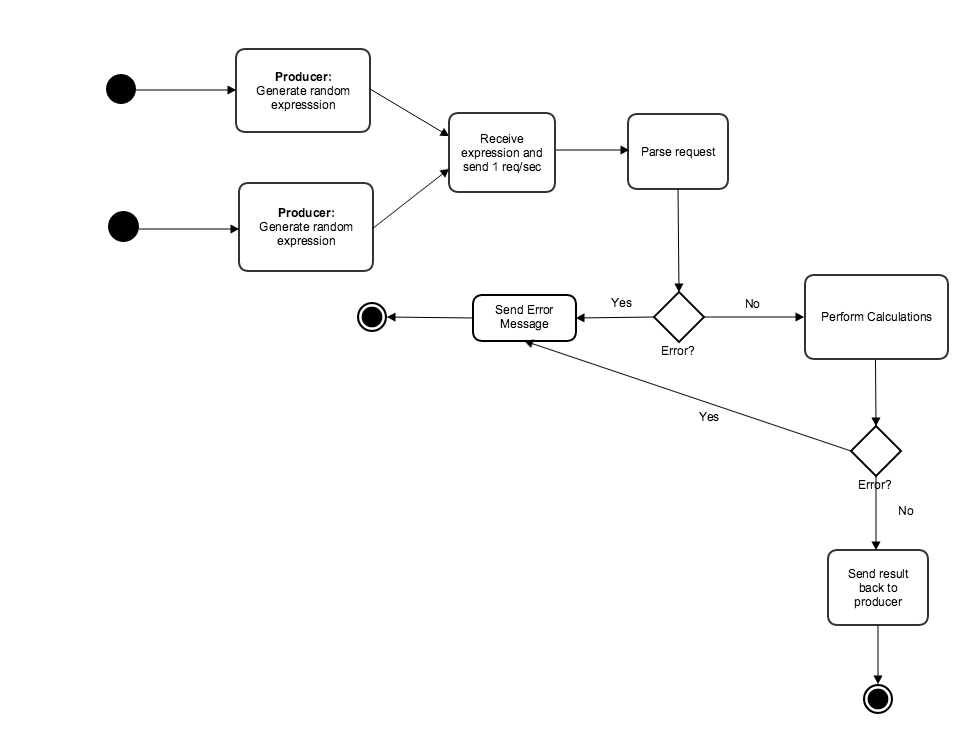 Producer:
Generate random
expresssion
Receive
expression and
send 1 req/sec
Parse request
Producer:
Generate random
expression
Send Error
Message
Yes
No
Error?
Perform Calculations
Yes
Error?
No
Send result
back to
producer